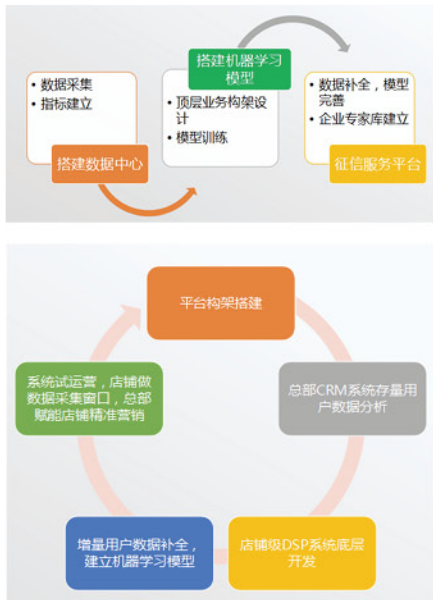 • 数据采集
• 指标建立
搭建数据中心
搭建机器学习
模型
• 顶层业务构架设
计
• 模型训练
• 数据补全，模型
完善
• 企业专家库建立
征信服务平台
平台构架搭建
总部CRM系统存量用
户数据分析
店铺级DSP系统底层
开发
增量用户数据补全，
建立机器学习模型
系统试运营，店铺做
数据采集窗口，总部
赋能店铺精准营销